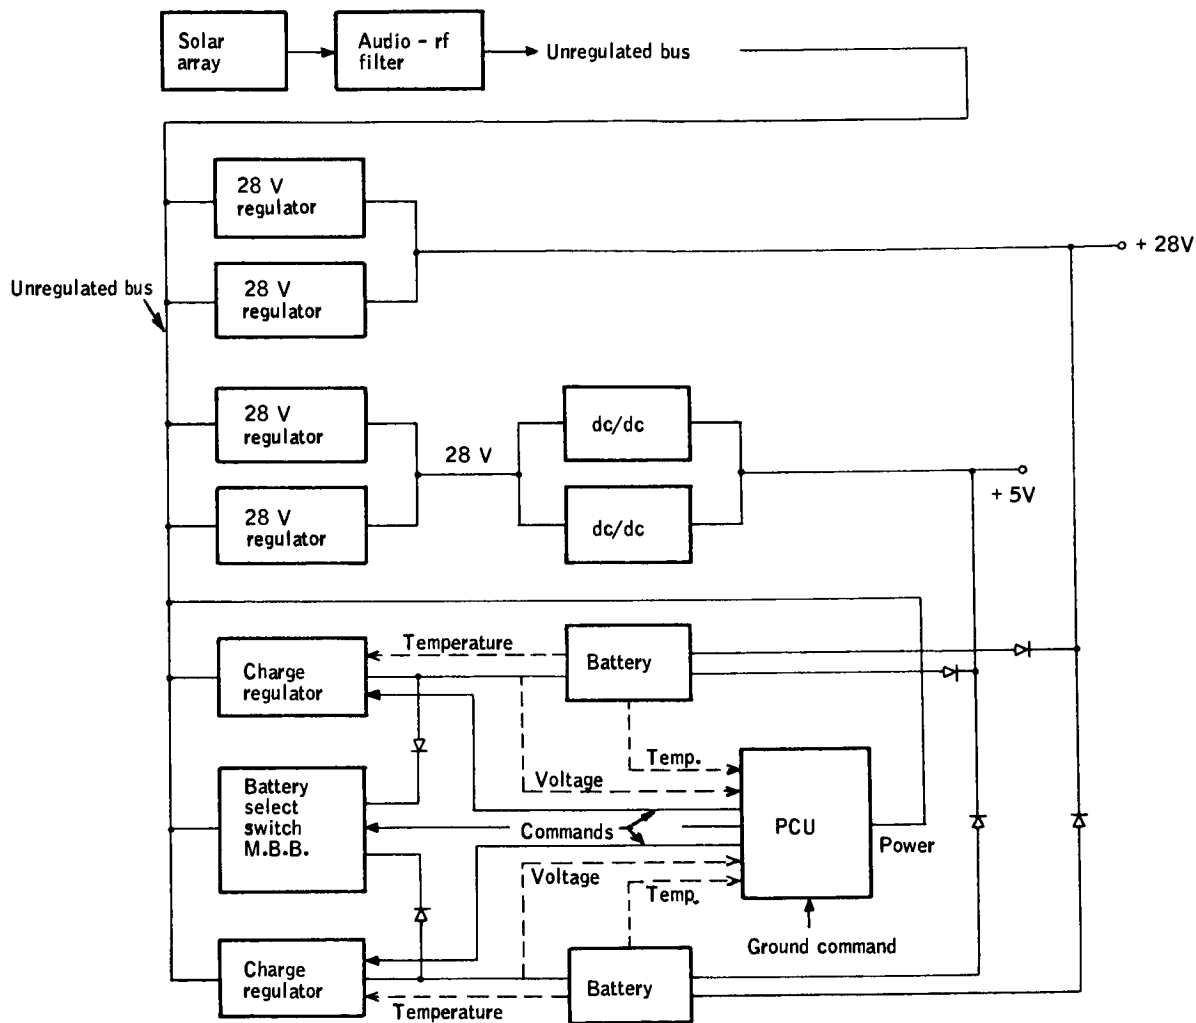 Solar
array
Audio - rf
filter
Unregulated bus
28 V
regulator
+ 28V
Unregulated bus
28 V
regulator
28 V
regulator
dc/dc
28 V
+ 5V
28 V
regulator
dc/dc
Temperature
Charge
regulator
Battery
Temp.
Voltage
Battery
select
switch
M.B.B.
Commands
PCU
Power
Voltage
Temp.
Ground command
Charge
regulator
Battery
Temperature